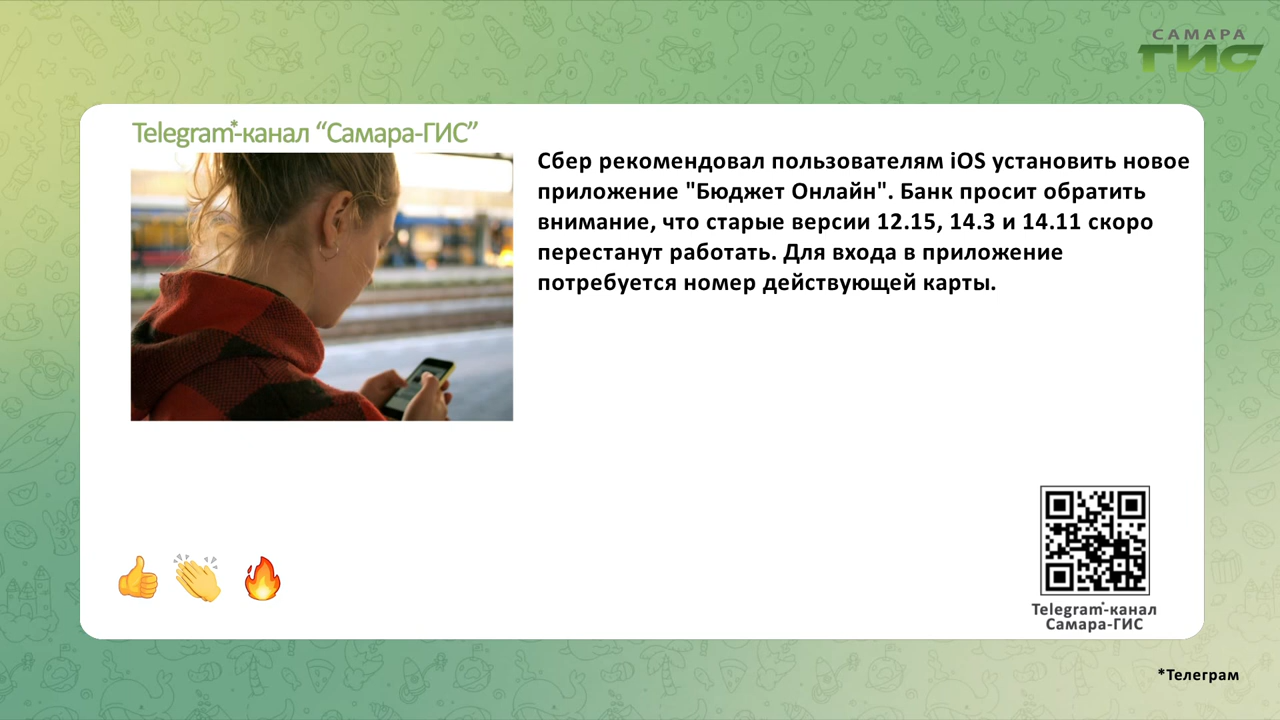 САМАРА
ГИС
Telegram*-канал “Самара-ГИС”
Сбер рекомендовал пользователям iOS установить новое
приложение "Бюджет Онлайн". Банк просит обратить
внимание, что старые версии 12.15, 14.3 и 14.11 скоро
перестанут работать. Для входа в приложение
потребуется номер действующей карты.
Telegram*-канал
Самара-ГИС
*Телеграм